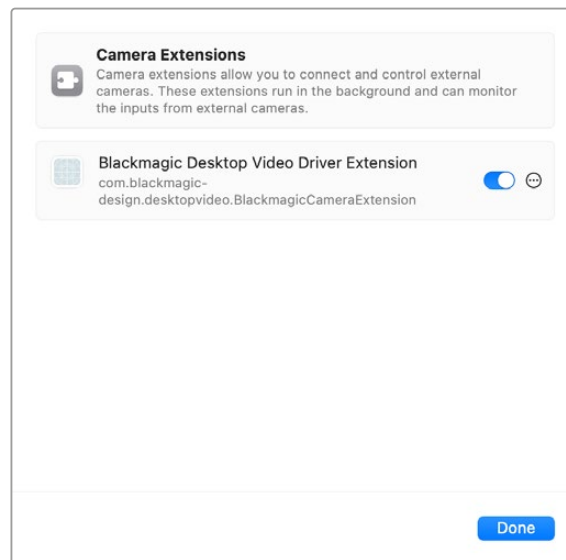 Camera Extensions
Camera extensions allow you to connect and control external
cameras. These extensions run in the background and can monitor
the inputs from external cameras.
Blackmagic Desktop Video Driver Extension
com.blackmagic-
design.desktopvideo.BlackmagicCameraExtension
Done